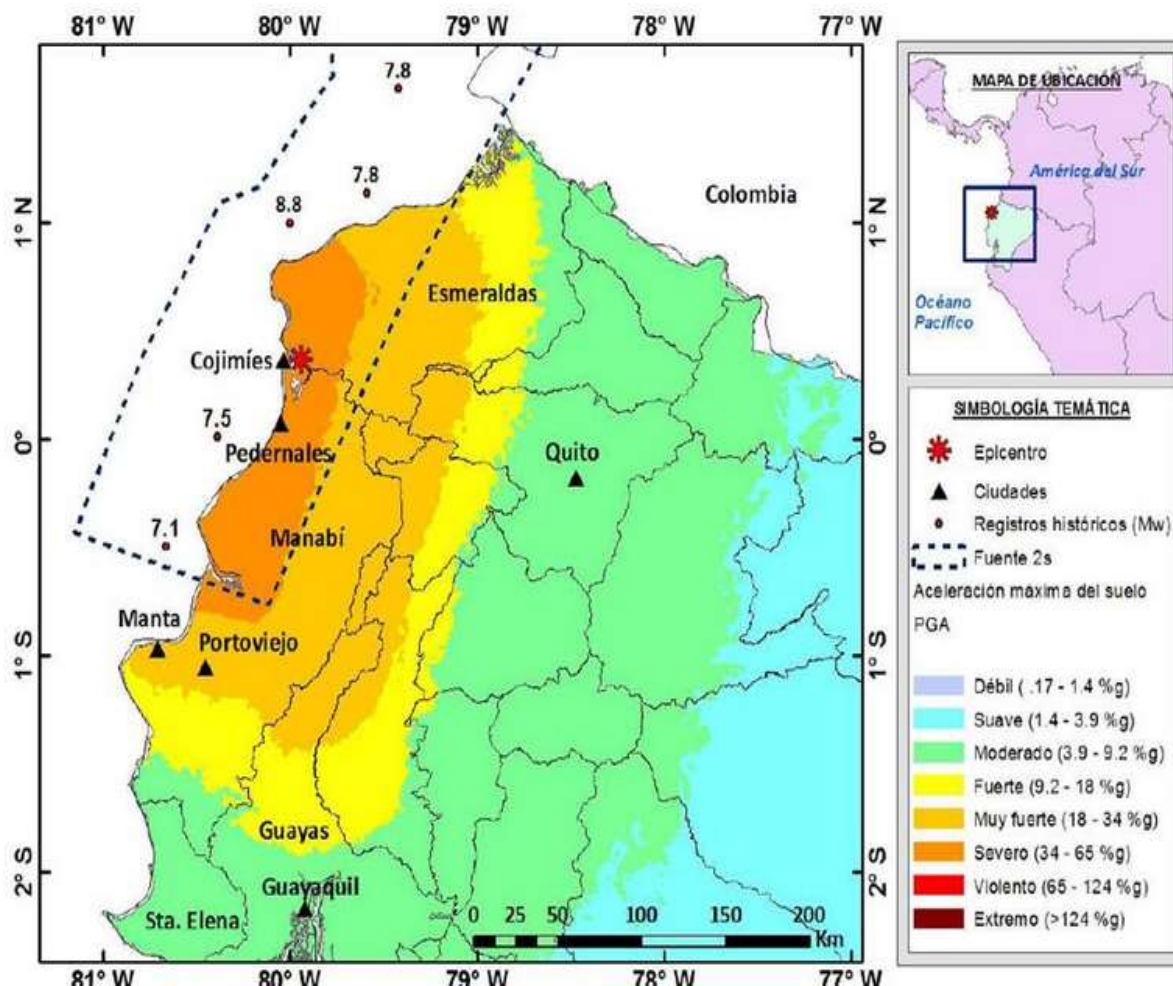 81° W 80° W 79° W 78° W 77° W
7.8
7.8
8.8
Colombia
1° N 1° N
Esmeraldas
Cojimíes
7.5
0° 0°
Pedernales
Quito
7.1
Manabí
Manta
Portoviejo
1° S 1° S
Guayas
2° S 2° S
Guayaquil
Sta. Elena
0 25 50 100 150 200
Km
81° W 80° W 79° W 78° W 77° W
MAPA DE UBICACIÓN
América del Sur
Océano
Pacífico
SIMBOLOGÍA TEMÁTICA
Epicentro
Ciudades
Registros históricos (Mw)
Fuente 2s
Aceleración máxima del suelo
PGA
Débil ( .17 - 1.4 %g)
Suave (1.4 - 3.9 %g)
Moderado (3.9 - 9.2 %g)
Fuerte (9.2 - 18 %g)
Muy fuerte (18 - 34 %g)
Severo (34 - 65 %g)
Violento (65 - 124 %g)
Extremo (>124 %g)